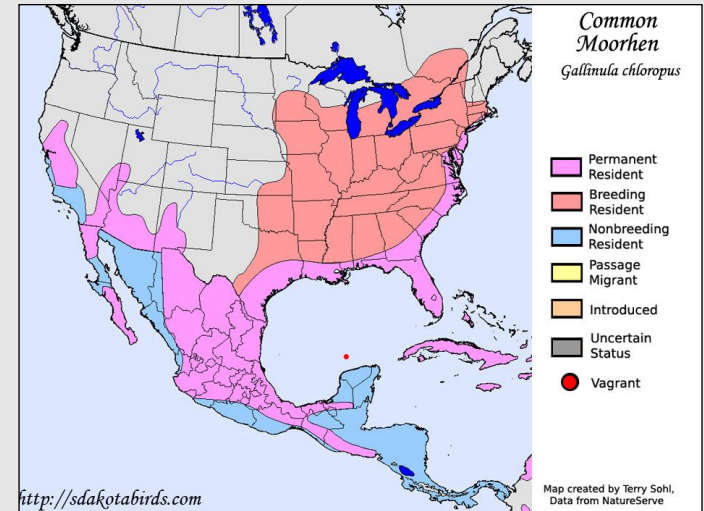 Common
Moorhen
Gallinula chloropus
Permanent
Resident
Breeding
Resident
Nonbreeding
Resident
Passage
Migrant
Introduced
Uncertain
Status
Vagrant
http://sdakotabirds.com
Map created by Terry Sohl,
Data from NatureServe